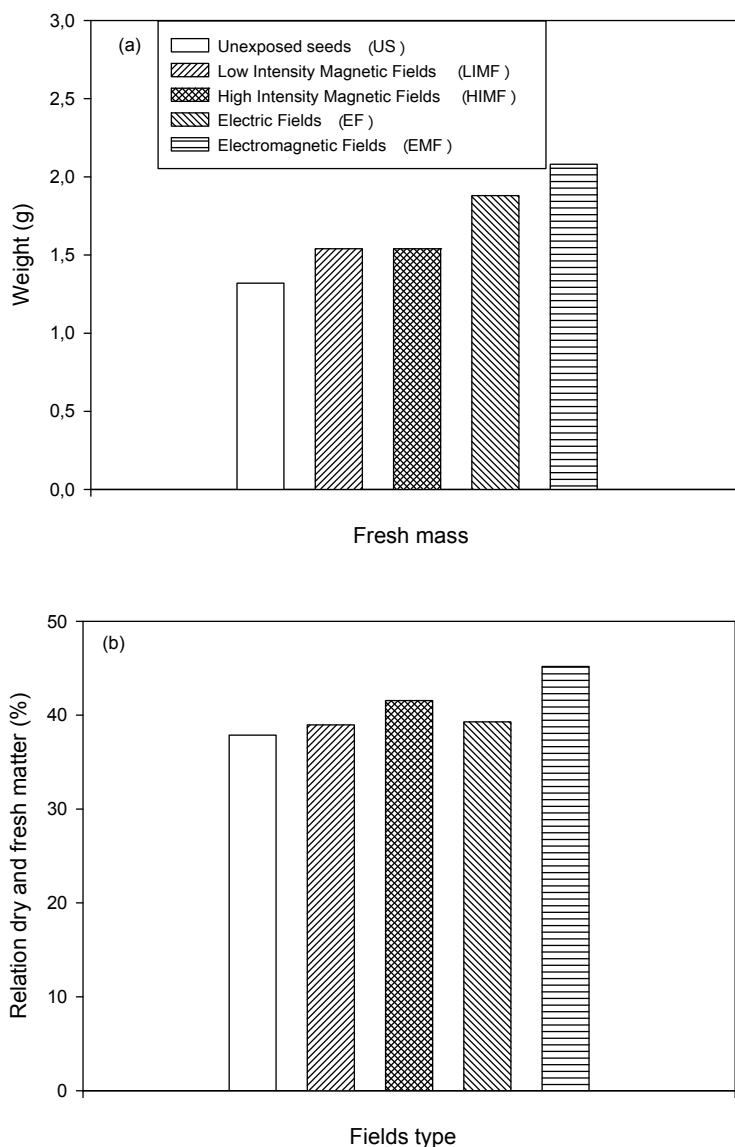 (a)
Unexposed seeds (US)
Low Intensity Magnetic Fields (LIMF)
High Intensity Magnetic Fields (HIMF)
Electric Fields (EF)
Electromagnetic Fields (EMF)
3,0
2,5
2,0
1,5
1,0
0,5
0,0
Weight (g)
Fresh mass
(b)
50
40
30
20
10
0
Relation dry and fresh matter (%)
Fields type